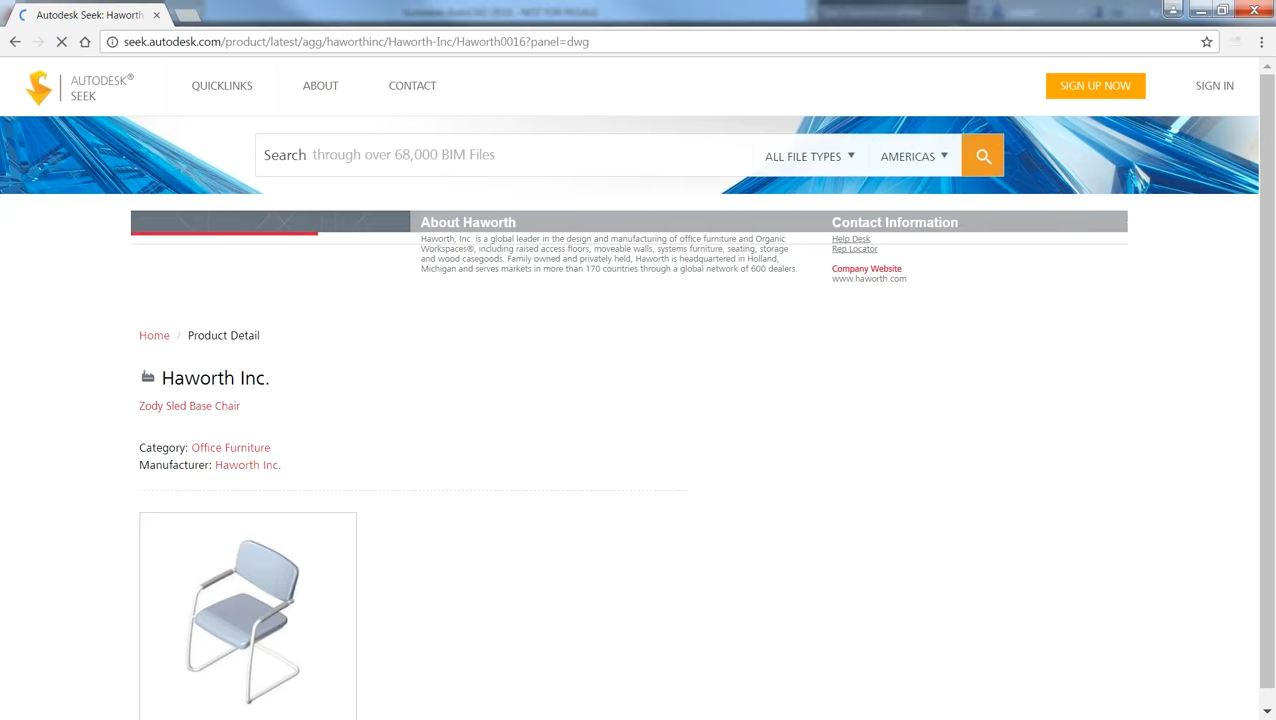 Autodesk Seek: Haworth
seek.autodesk.com/product/latest/agg/haworthinc/Haworth-Inc/Haworth0016?panel=dwg
AUTODESK®
SEEK
QUICKLINKS
ABOUT
CONTACT
SIGN UP NOW
SIGN IN
Search through over 68,000 BIM Files
ALL FILE TYPES
AMERICAS
About Haworth
Haworth, Inc. is a global leader in the design and manufacturing of office furniture and Organic
Workspaces®, including raised access floors, moveable walls, systems furniture, seating, storage
and wood casegoods. Family owned and privately held, Haworth is headquartered in Holland,
Michigan and serves markets in more than 170 countries through a global network of 600 dealers.
Contact Information
Help Desk
Rep Locator
Company Website
www.haworth.com
Home / Product Detail
Haworth Inc.
Zody Sled Base Chair
Category: Office Furniture
Manufacturer: Haworth Inc.